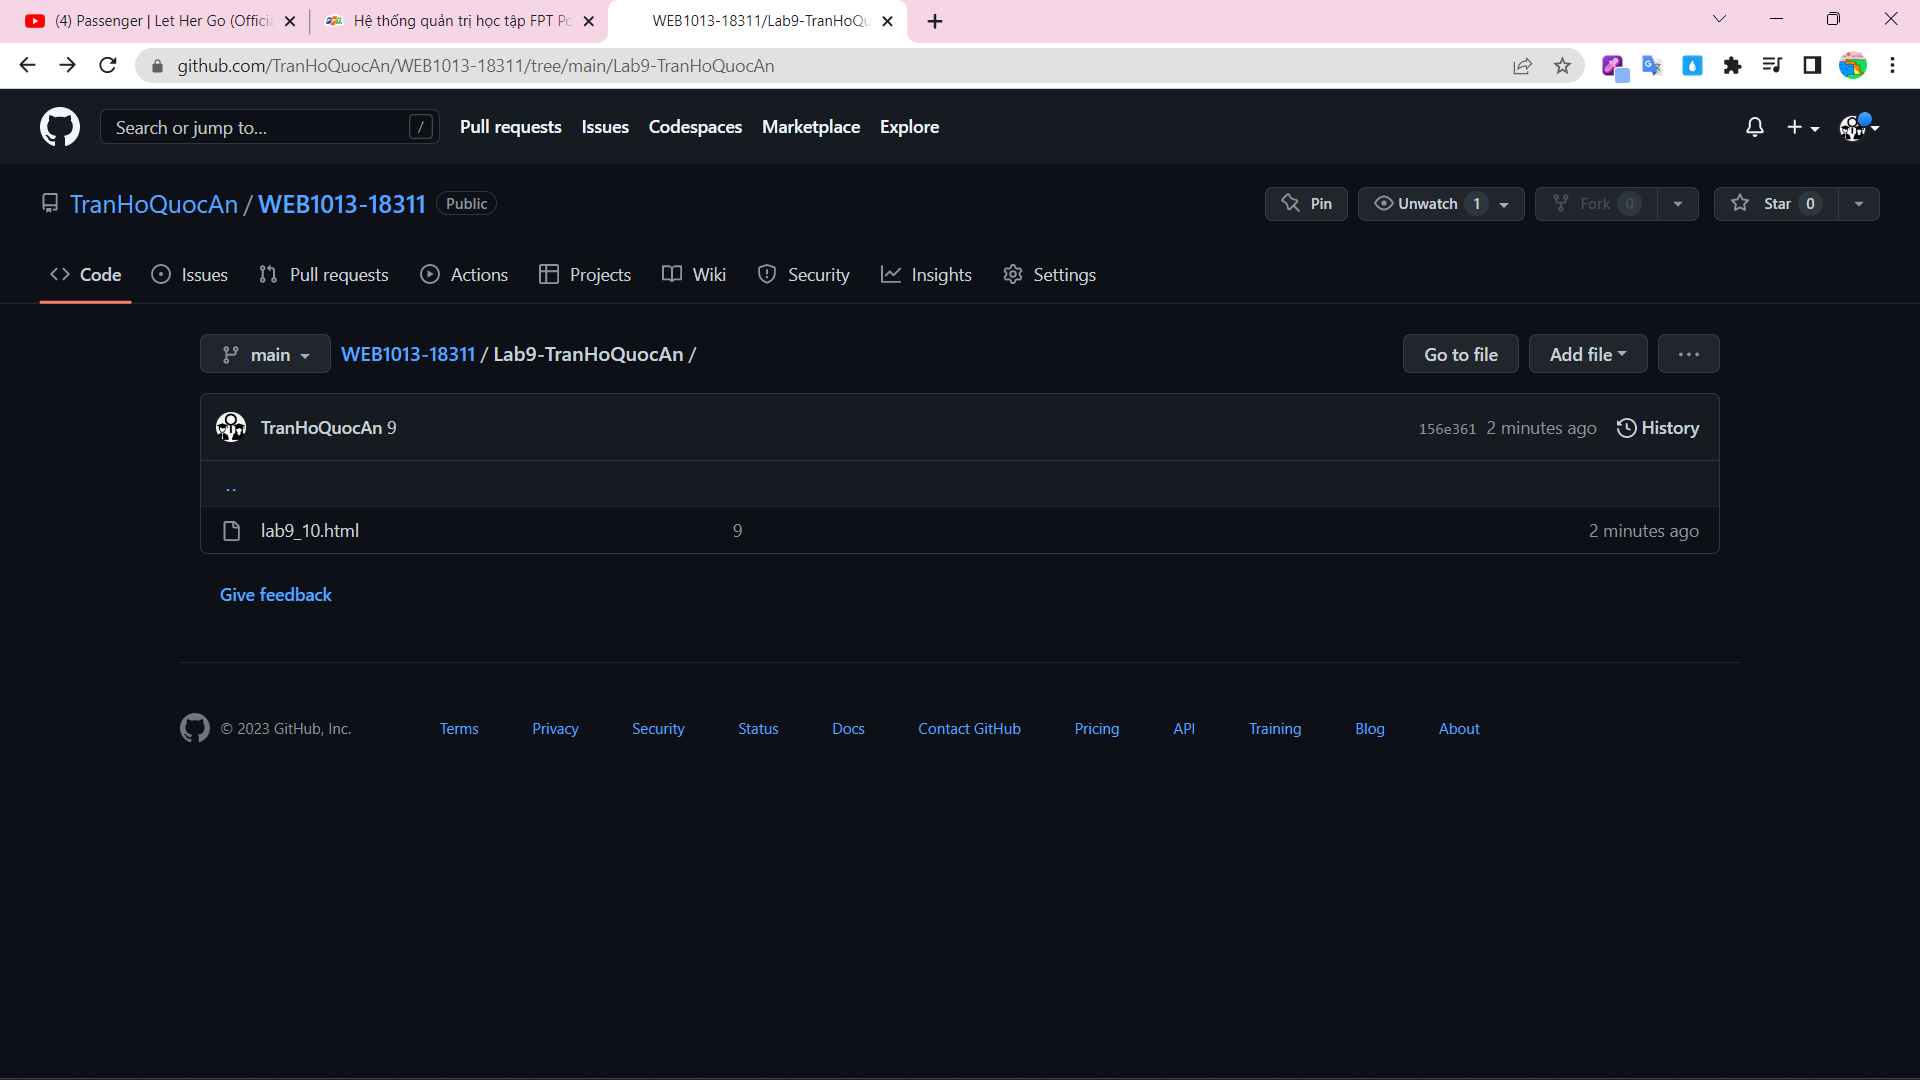 (4) Passenger | Let Her Go (Officia
Hệ thống quản trị học tập FPT Po
WEB1013-18311/Lab9-TranHoQu
github.com/TranHoQuocAn/WEB1013-18311/tree/main/Lab9-TranHoQuocAn
Search or jump to... /
Pull requests Issues Codespaces Marketplace Explore
TranHoQuocAn / WEB1013-18311 Public
Pin Unwatch 1 Fork 0 Star 0
Code Issues Pull requests Actions Projects Wiki Security Insights Settings
main WEB1013-18311 / Lab9-TranHoQuocAn / Go to file Add file ...
TranHoQuocAn 9 156e361 2 minutes ago History
..
lab9_10.html 9 2 minutes ago
Give feedback
© 2023 GitHub, Inc. Terms Privacy Security Status Docs Contact GitHub Pricing API Training Blog About